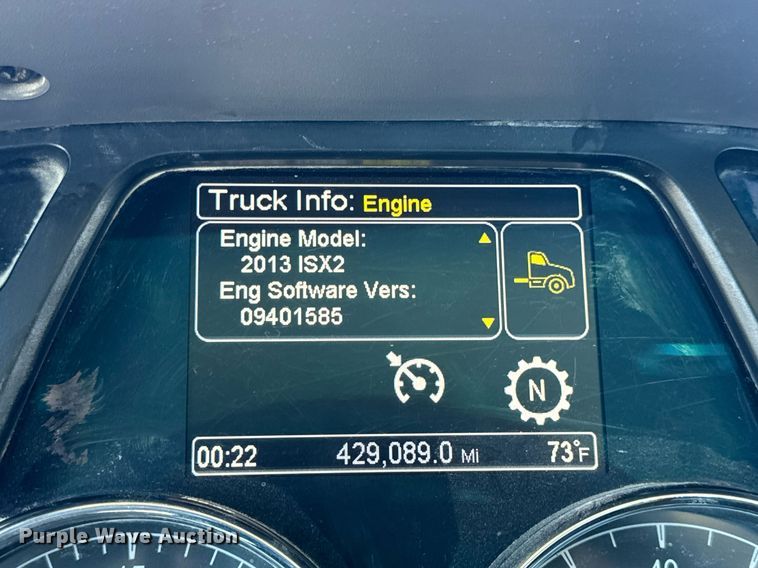 Truck Info: Engine
Engine Model:
2013 ISX2
Eng Software Vers:
09401585
N
00:22 429,089.0 Mi 73°F
Purple Wave Auction